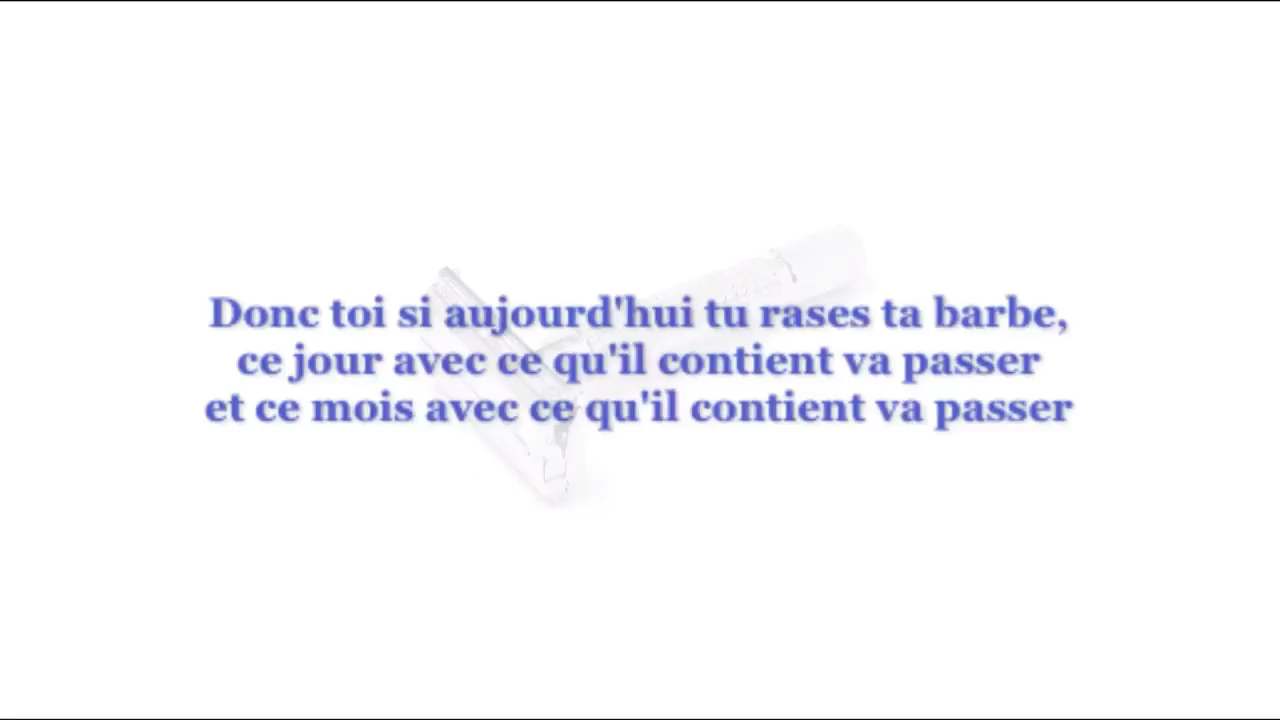 Donc toi si aujourd'hui tu rases ta barbe,
ce jour avec ce qu'il contient va passer
et ce mois avec ce qu'il contient va passer